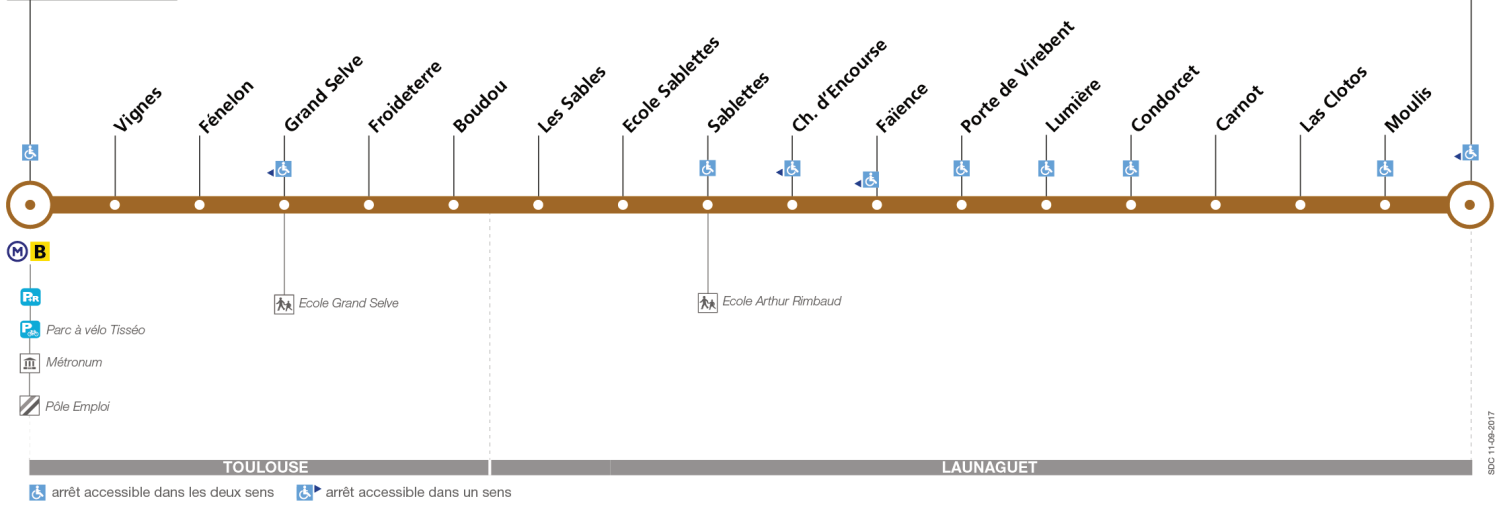 Vignes
Fénelon
Grand Selve
Froideterre
Boudou
Les Sables
Ecole Sablettes
Sablettes
Ch. d'Encourse
Faïence
Porte de Virebent
Lumière
Condorcet
Carnot
Las Clotos
Moulis
M B
P+R
P
Parc à vélo Tisséo
Métronum
Pôle Emploi
Ecole Grand Selve
Ecole Arthur Rimbaud
SDC 11-09-2017
TOULOUSE
LAUNAGUET
arrêt accessible dans les deux sens
arrêt accessible dans un sens